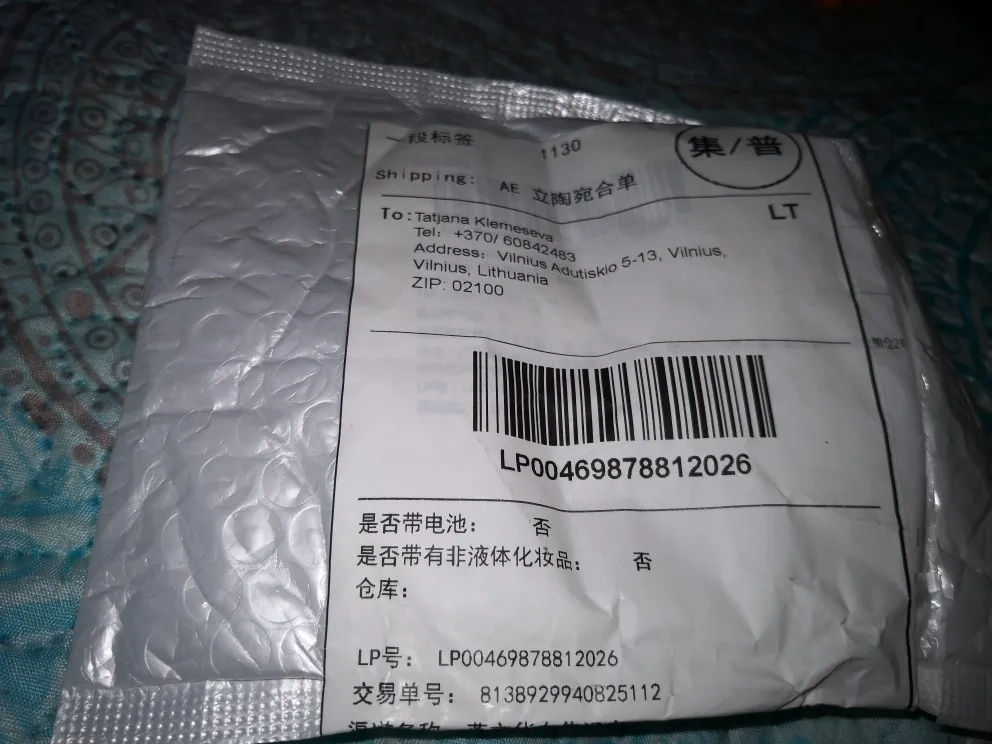 段标签
1130
集/普
Shipping: AE 立陶宛合单
LT
To: Tatjana Klemeseva
Tel: +370/ 60842483
Address: Vilnius Adutiskio 5-13, Vilnius,
Vilnius, Lithuania
ZIP: 02100
LP00469878812026
是否带电池: 否
是否带有非液体化妆品: 否
仓库:
LP号: LP00469878812026
交易单号: 8138929940825112